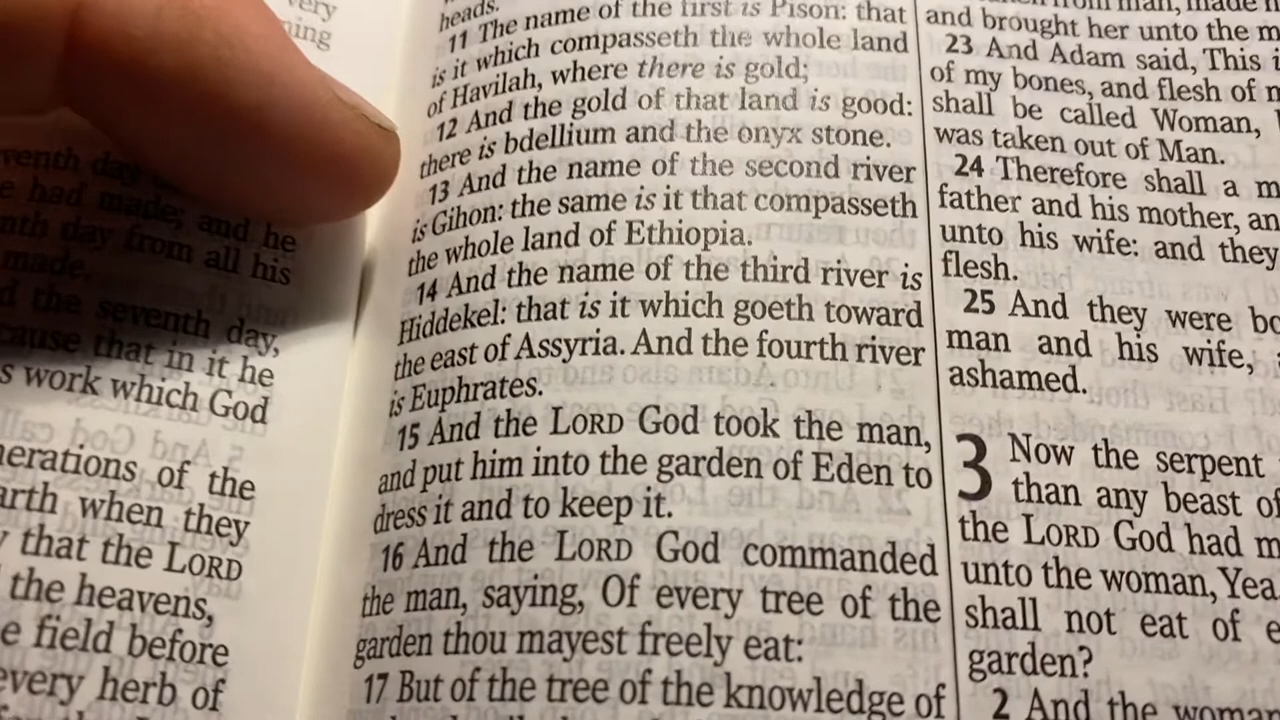 very
ning
venth day
e had made; and he
nth day from all his
made.
d the seventh day,
cause that in it he
s work which God
nerations of the
arth when they
y that the LORD
the heavens,
e field before
every herb of
heads.
11 The name of the first is Pison: that
is it which compasseth the whole land
of Havilah, where there is gold;
12 And the gold of that land is good:
there is bdellium and the onyx stone.
13 And the name of the second river
is Gihon: the same is it that compasseth
the whole land of Ethiopia.
14 And the name of the third river is
Hiddekel: that is it which goeth toward
the east of Assyria. And the fourth river
is Euphrates.
15 And the LORD God took the man,
and put him into the garden of Eden to
dress it and to keep it.
16 And the LORD God commanded
the man, saying, Of every tree of the
garden thou mayest freely eat:
17 But of the tree of the knowledge of
from man, made
and brought her unto the m
23 And Adam said, This i
of my bones, and flesh of m
shall be called Woman,
was taken out of Man.
24 Therefore shall a m
father and his mother, an
unto his wife: and they
flesh.
25 And they were bo
man and his wife,
ashamed.
3 Now the serpent
than any beast of
the LORD God had m
unto the woman, Yea
shall not eat of e
garden?
2 And the woman